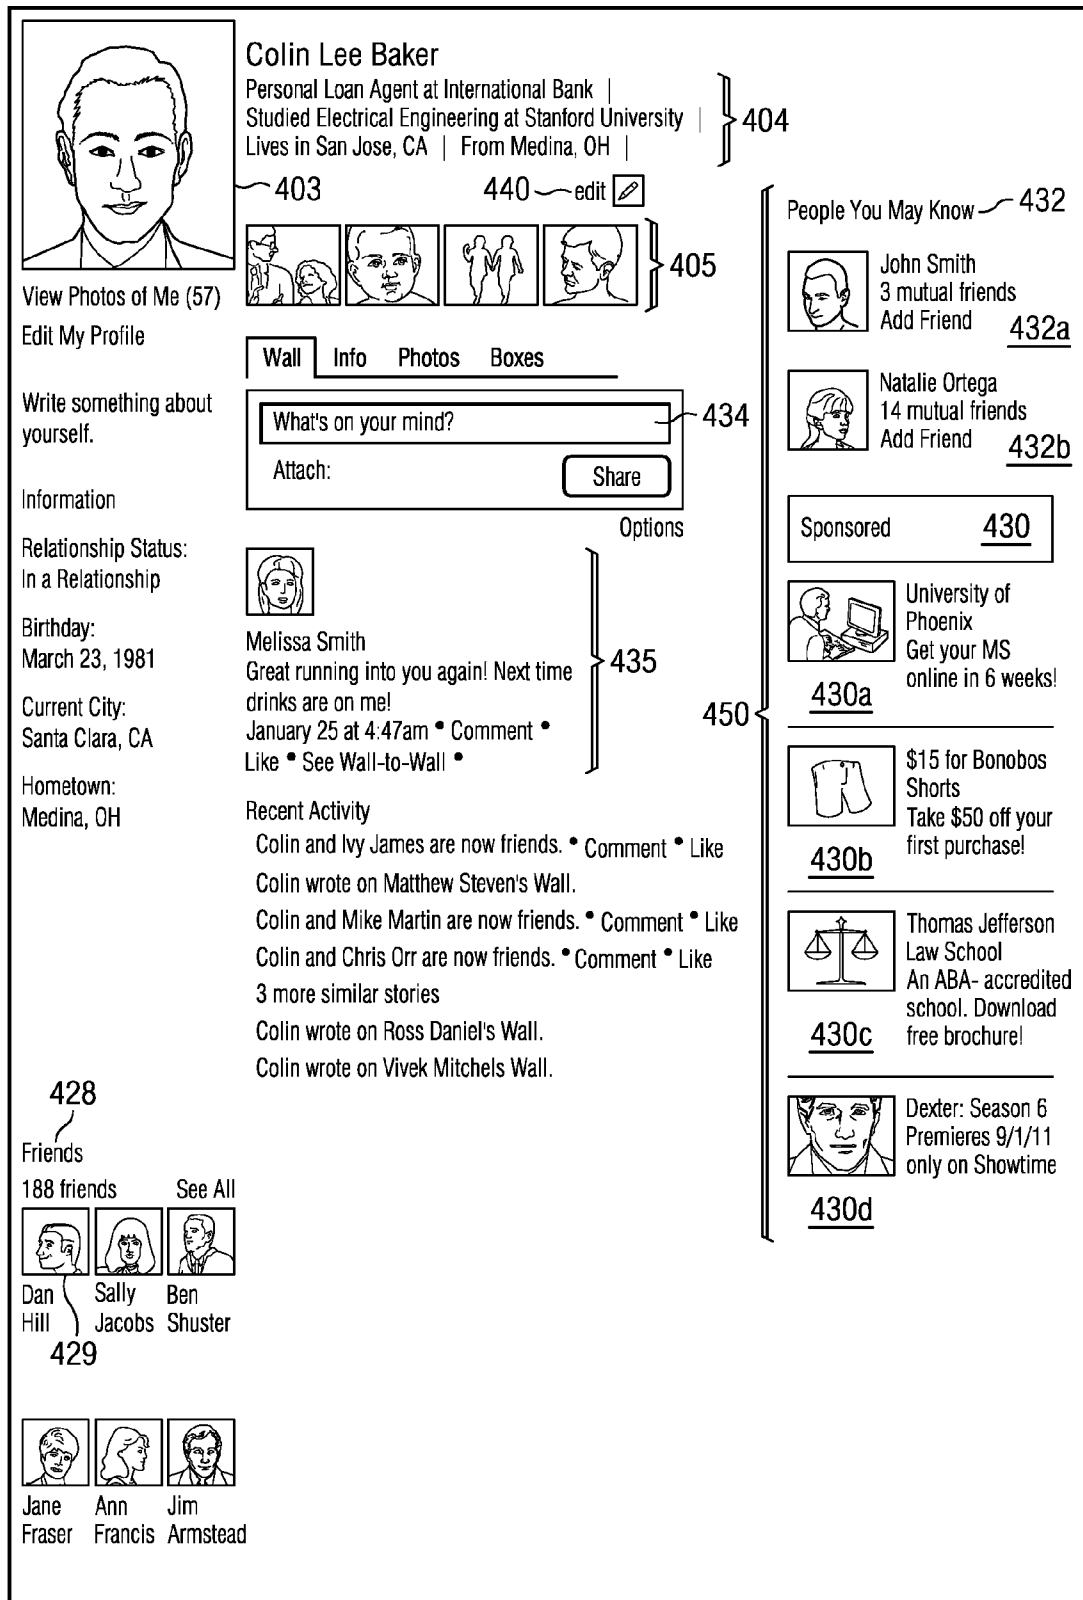 Colin Lee Baker
Personal Loan Agent at International Bank |
Studied Electrical Engineering at Stanford University |
Lives in San Jose, CA | From Medina, OH |
404
403
440
edit
405
View Photos of Me (57)
Edit My Profile
Write something about
yourself.
Information
Relationship Status:
In a Relationship
Birthday:
March 23, 1981
Current City:
Santa Clara, CA
Hometown:
Medina, OH
Wall Info Photos Boxes
What's on your mind?
434
Attach:
Share
Options
Melissa Smith
Great running into you again! Next time
drinks are on me!
January 25 at 4:47am • Comment •
Like • See Wall-to-Wall •
435
Recent Activity
Colin and Ivy James are now friends. • Comment • Like
Colin wrote on Matthew Steven's Wall.
Colin and Mike Martin are now friends. • Comment • Like
Colin and Chris Orr are now friends. • Comment • Like
3 more similar stories
Colin wrote on Ross Daniel's Wall.
Colin wrote on Vivek Mitchels Wall.
428
Friends
188 friends See All
Dan
Hill
Sally
Jacobs
Ben
Shuster
429
Jane
Fraser
Ann
Francis
Jim
Armstead
450
People You May Know
432
John Smith
3 mutual friends
Add Friend
432a
Natalie Ortega
14 mutual friends
Add Friend
432b
Sponsored 430
University of
Phoenix
Get your MS
online in 6 weeks!
430a
$15 for Bonobos
Shorts
Take $50 off your
first purchase!
430b
Thomas Jefferson
Law School
An ABA- accredited
school. Download
free brochure!
430c
Dexter: Season 6
Premieres 9/1/11
only on Showtime
430d